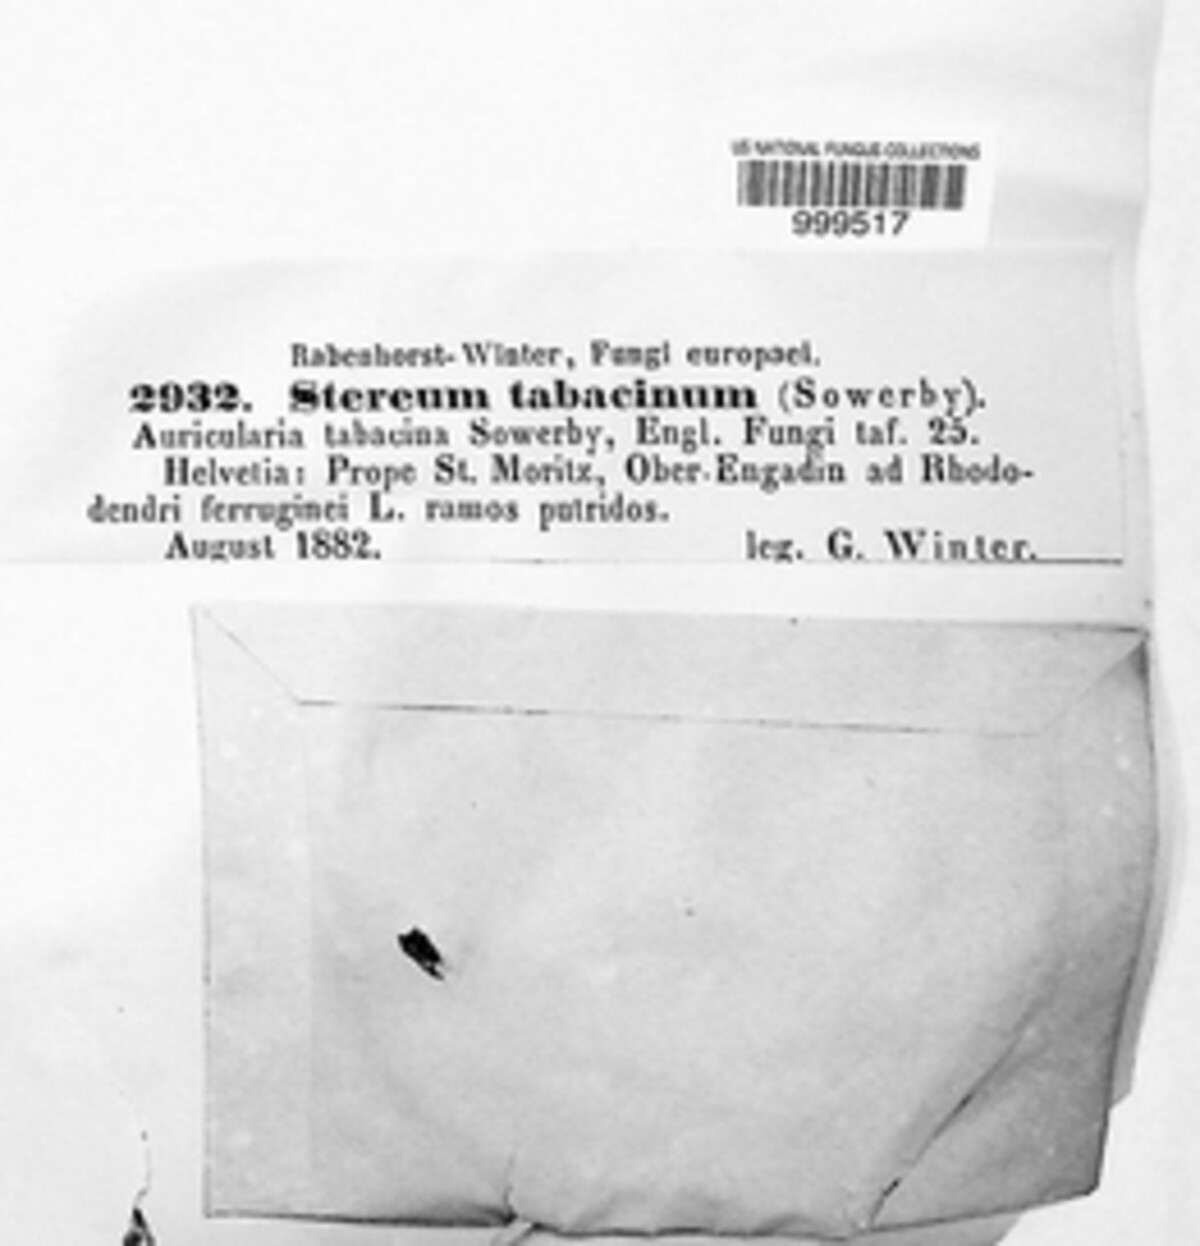 US NATIONAL FUNGUS COLLECTIONS
999517
Rabenhorst-Winter, Fungi europaei.
2932. Stereum tabacinum (Sowerby).
Auricularia tabacina Sowerby, Engl. Fungi taf. 25.
Helvetia: Prope St. Moritz, Ober-Engadin ad Rhodo-
dendri ferruginei L. ramos putridos.
August 1882. leg. G. Winter.